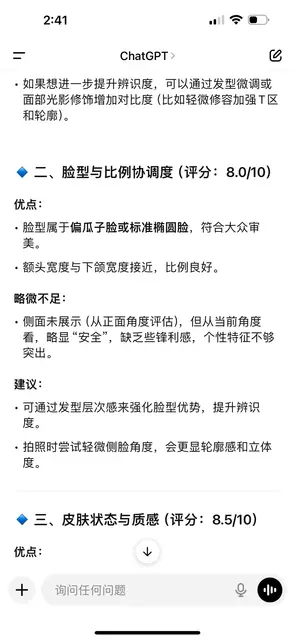 2:41
ChatGPT >
• 如果想进一步提升辨识度，可以通过发型微调或
面部光影修饰增加对比度（比如轻微修容加强 T 区
和轮廓）。
二、脸型与比例协调度（评分：8.0/10）
优点：
• 脸型属于偏瓜子脸或标准椭圆脸，符合大众审
美。
• 额头宽度与下颌宽度接近，比例良好。
略微不足：
• 侧面未展示（从正面角度评估），但从当前角度
看，略显“安全”，缺乏些锋利感，个性特征不够
突出。
建议：
• 可通过发型层次感来强化脸型优势，提升辨识
度。
• 拍照时尝试轻微侧脸角度，会更显轮廓感和立体
度。
三、皮肤状态与质感（评分：8.5/10）
优点：
询问任何问题